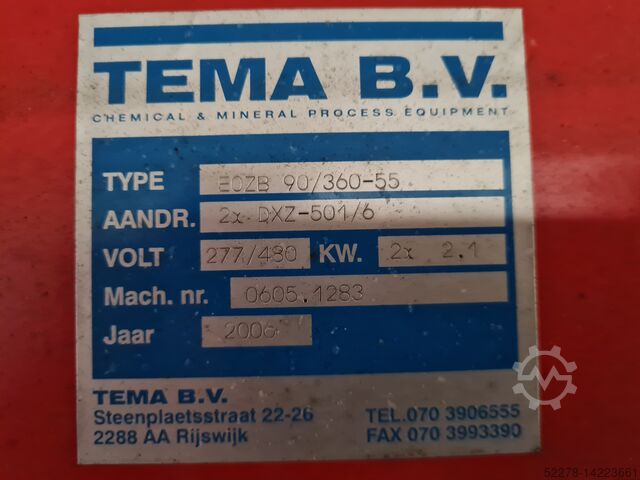 TEMA B.V.
CHEMICAL & MINERAL PROCESS EQUIPMENT
TYPE EOZB 90/360-55
AANDR. 2x DXZ-501/6
VOLT 277/480 KW. 2x 2.1
Mach. nr. 0605.1283
Jaar 2006
TEMA B.V.
Steenplaetsstraat 22-26 TEL.070 3906555
2288 AA Rijswijk FAX 070 3993390
52278-14223661